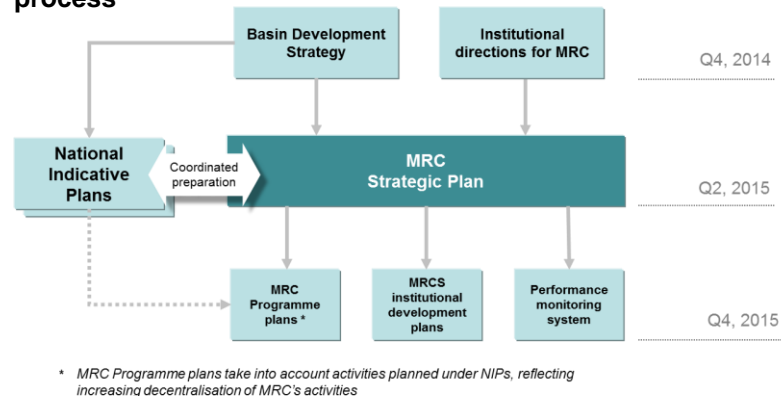 process
Basin Development
Strategy
Institutional
directions for MRC
Q4, 2014
National
Indicative
Plans
Coordinated
preparation
MRC
Strategic Plan
Q2, 2015
MRC
Programme
plans *
MRCS
institutional
development
plans
Performance
monitoring
system
Q4, 2015
* MRC Programme plans take into account activities planned under NIPs, reflecting
increasing decentralisation of MRC's activities